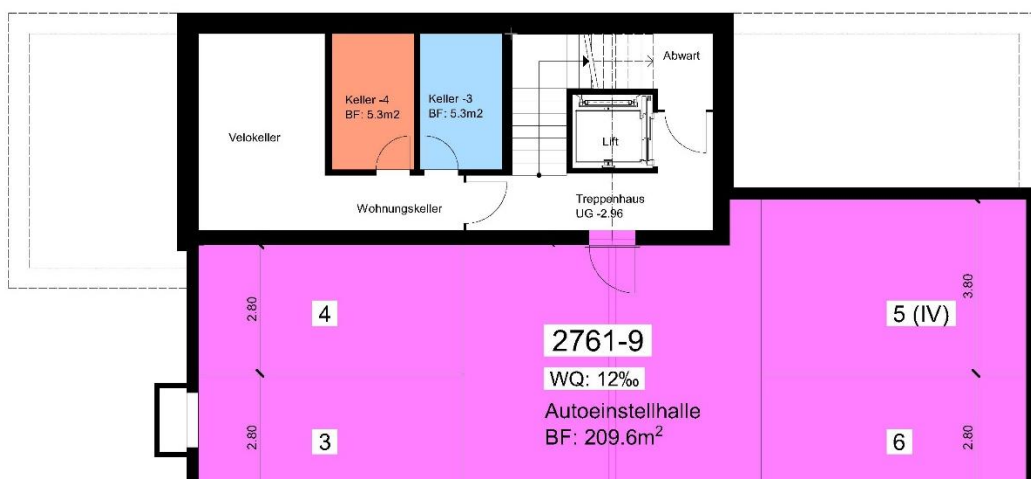 Abwart
Keller -4
BF: 5.3m2
Keller -3
BF: 5.3m2
Velokeller
Lift
Wohnungskeller
Treppenhaus
UG -2.96
2.80
4
5 (IV)
3.80
2761-9
WQ: 12‰
Autoeinstellhalle
BF: 209.6m²
2.80
3
6
2.80